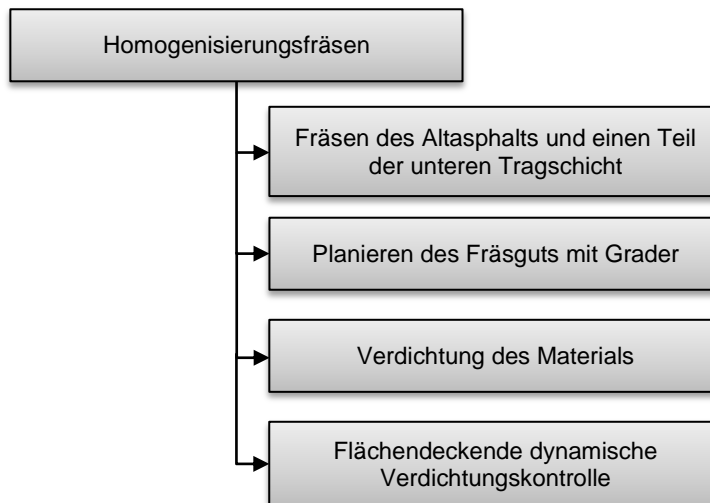 Homogenisierungsfräsen
Fräsen des Altasphalts und einen Teil
der unteren Tragschicht
Planieren des Fräsguts mit Grader
Verdichtung des Materials
Flächendeckende dynamische
Verdichtungskontrolle